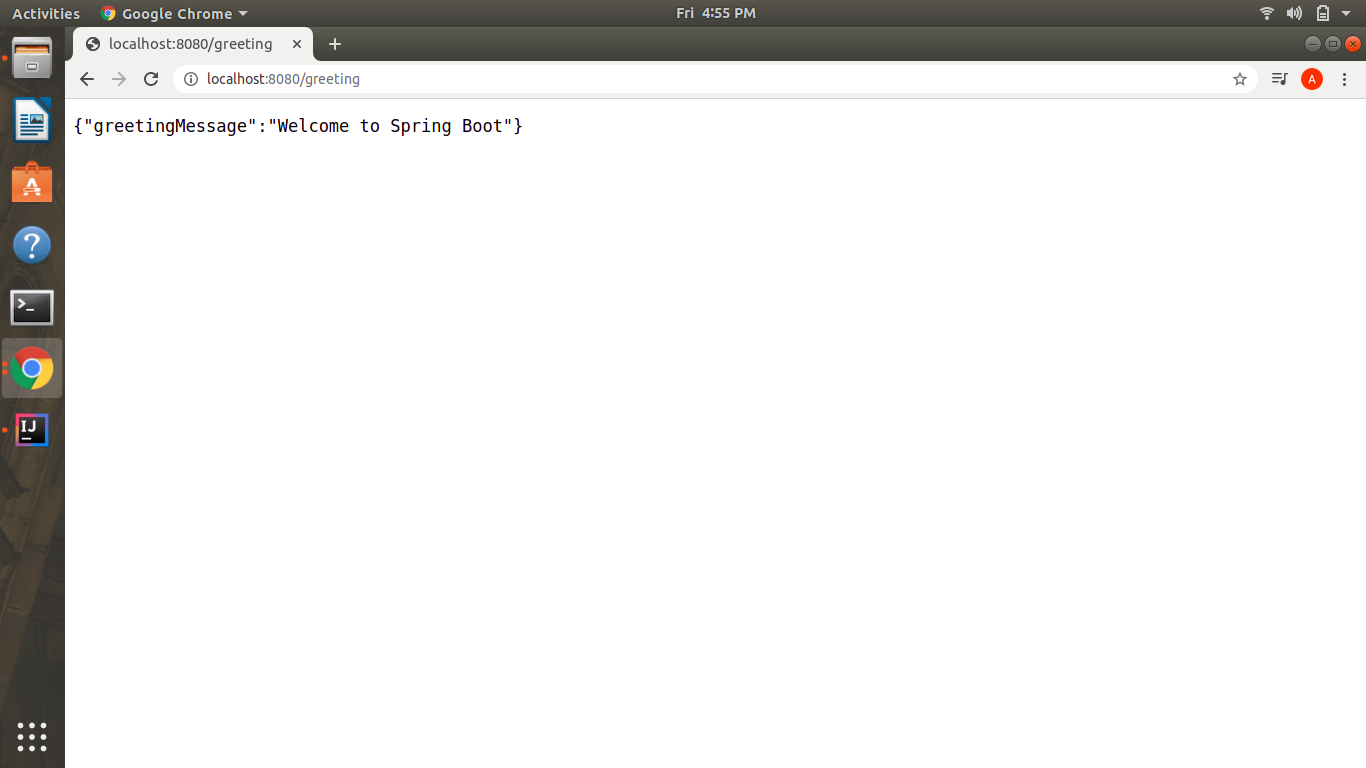 Activities Google Chrome Fri 4:55 PM
localhost:8080/greeting
localhost:8080/greeting
A
{"greetingMessage":"Welcome to Spring Boot"}
A
?
>_
IJ